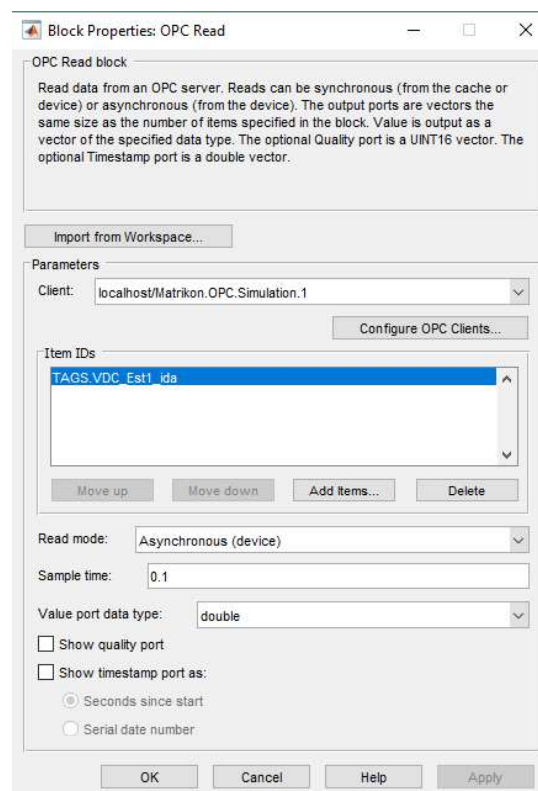 Block Properties: OPC Read
OPC Read block
Read data from an OPC server. Reads can be synchronous (from the cache or
device) or asynchronous (from the device). The output ports are vectors the
same size as the number of items specified in the block. Value is output as a
vector of the specified data type. The optional Quality port is a UINT16 vector. The
optional Timestamp port is a double vector.
Import from Workspace...
Parameters
Client: localhost/Matrikon.OPC.Simulation.1
Configure OPC Clients...
Item IDs
TAGS.VDC_Est1_ida
Move up Move down Add Items... Delete
Read mode: Asynchronous (device)
Sample time: 0.1
Value port data type: double
Show quality port
Show timestamp port as:
Seconds since start
Serial date number
OK Cancel Help Apply